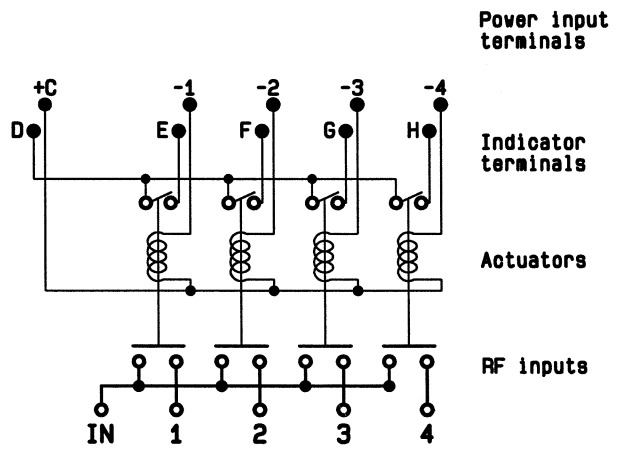 Power input
terminals
+C -1 -2 -3 -4
D E F G H
Indicator
terminals
Actuators
RF inputs
IN 1 2 3 4